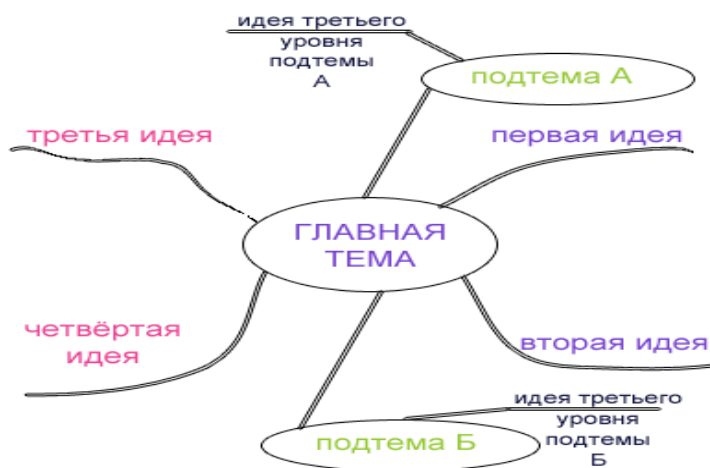 идея третьего
уровня
подтемы
А
подтема А
третья идея
первая идея
ГЛАВНАЯ
ТЕМА
четвёртая
идея
вторая идея
идея третьего
уровня
подтемы
Б
подтема Б